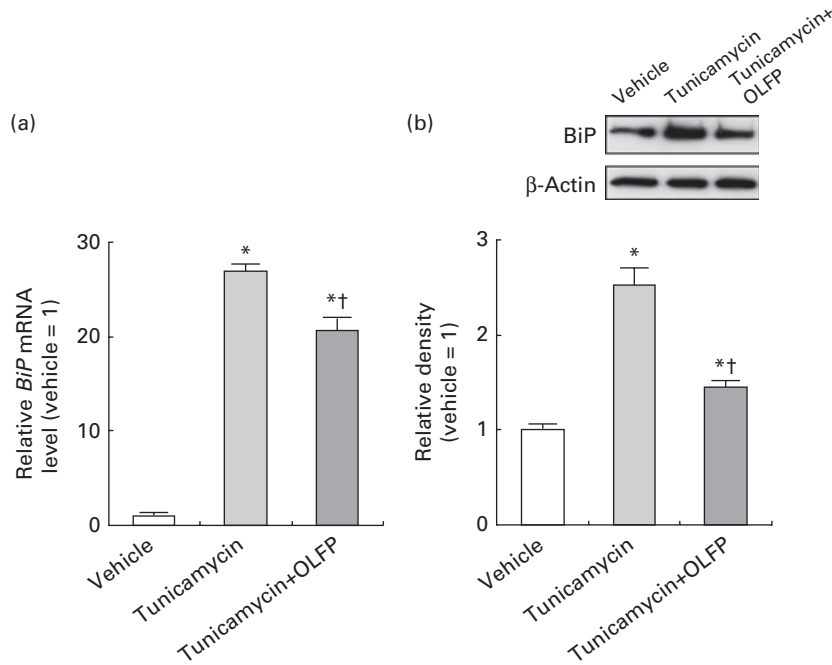 (a)
Relative BiP mRNA
level (vehicle = 1)
30
20
10
0
*
*†
Vehicle
Tunicamycin
Tunicamycin+OLFP
(b)
Vehicle
Tunicamycin
Tunicamycin+
OLFP
BiP
β-Actin
Relative density
(vehicle = 1)
3
2
1
0
*
*†
Vehicle
Tunicamycin
Tunicamycin+OLFP